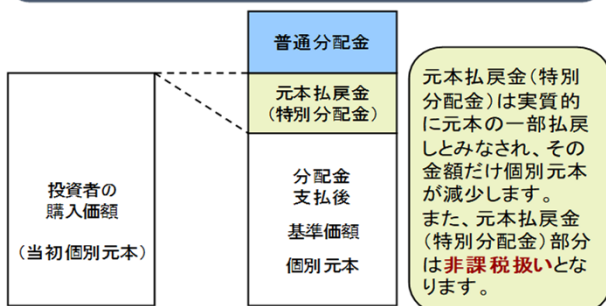 普通分配金
元本払戻金
(特別分配金)
投資者の
購入価額
(当初個別元本)
分配金
支払後
基準価額
個別元本
元本払戻金(特別
分配金)は実質的
に元本の一部払戻
しとみなされ、その
金額だけ個別元本
が減少します。
また、元本払戻金
(特別分配金)部分
は非課税扱いとな
ります。